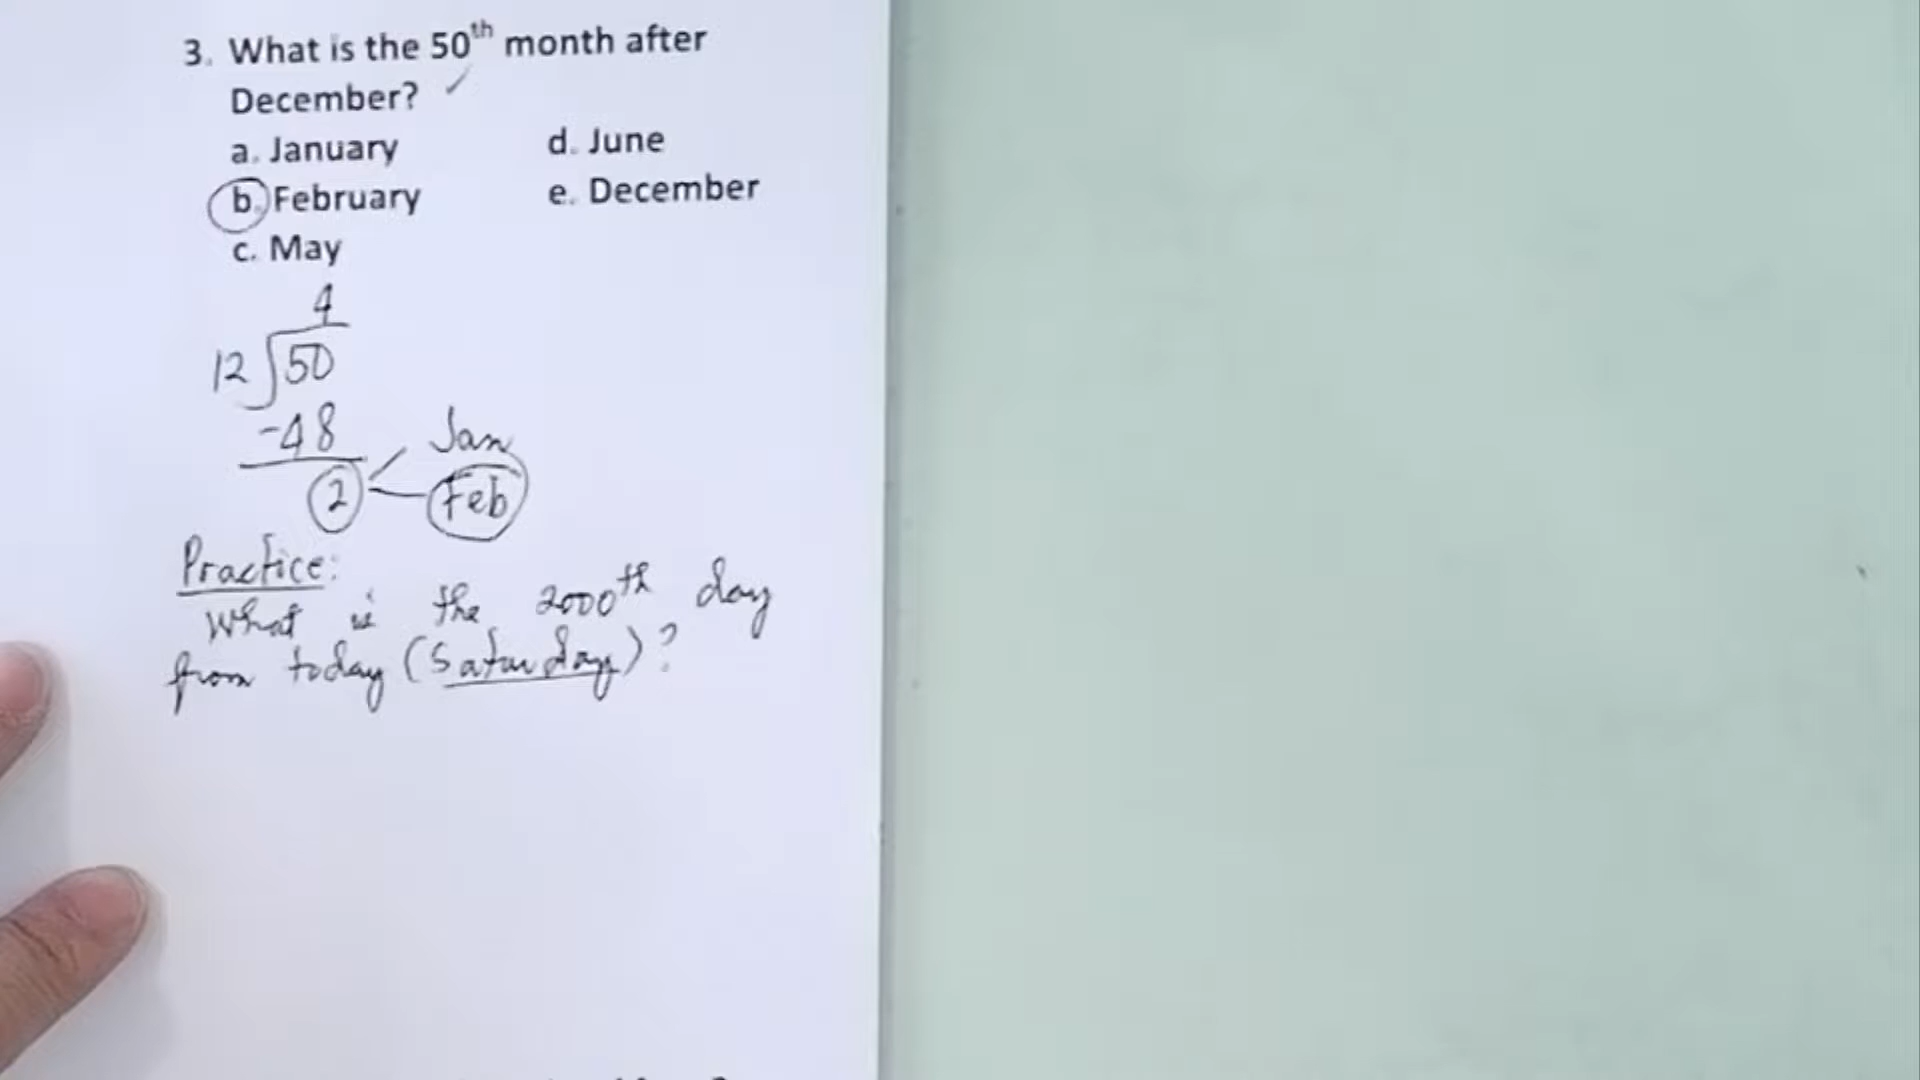 3. What is the 50th month after
December? ✓
a. January
d. June
b. February
e. December
c. May
4
12 50
-48
2
Jan
Feb
Practice:
What is the 2000th day
from today (Saturday)?